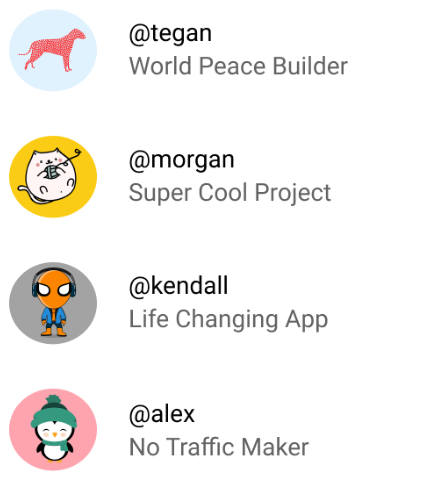 @tegan
World Peace Builder
@morgan
Super Cool Project
@kendall
Life Changing App
@alex
No Traffic Maker